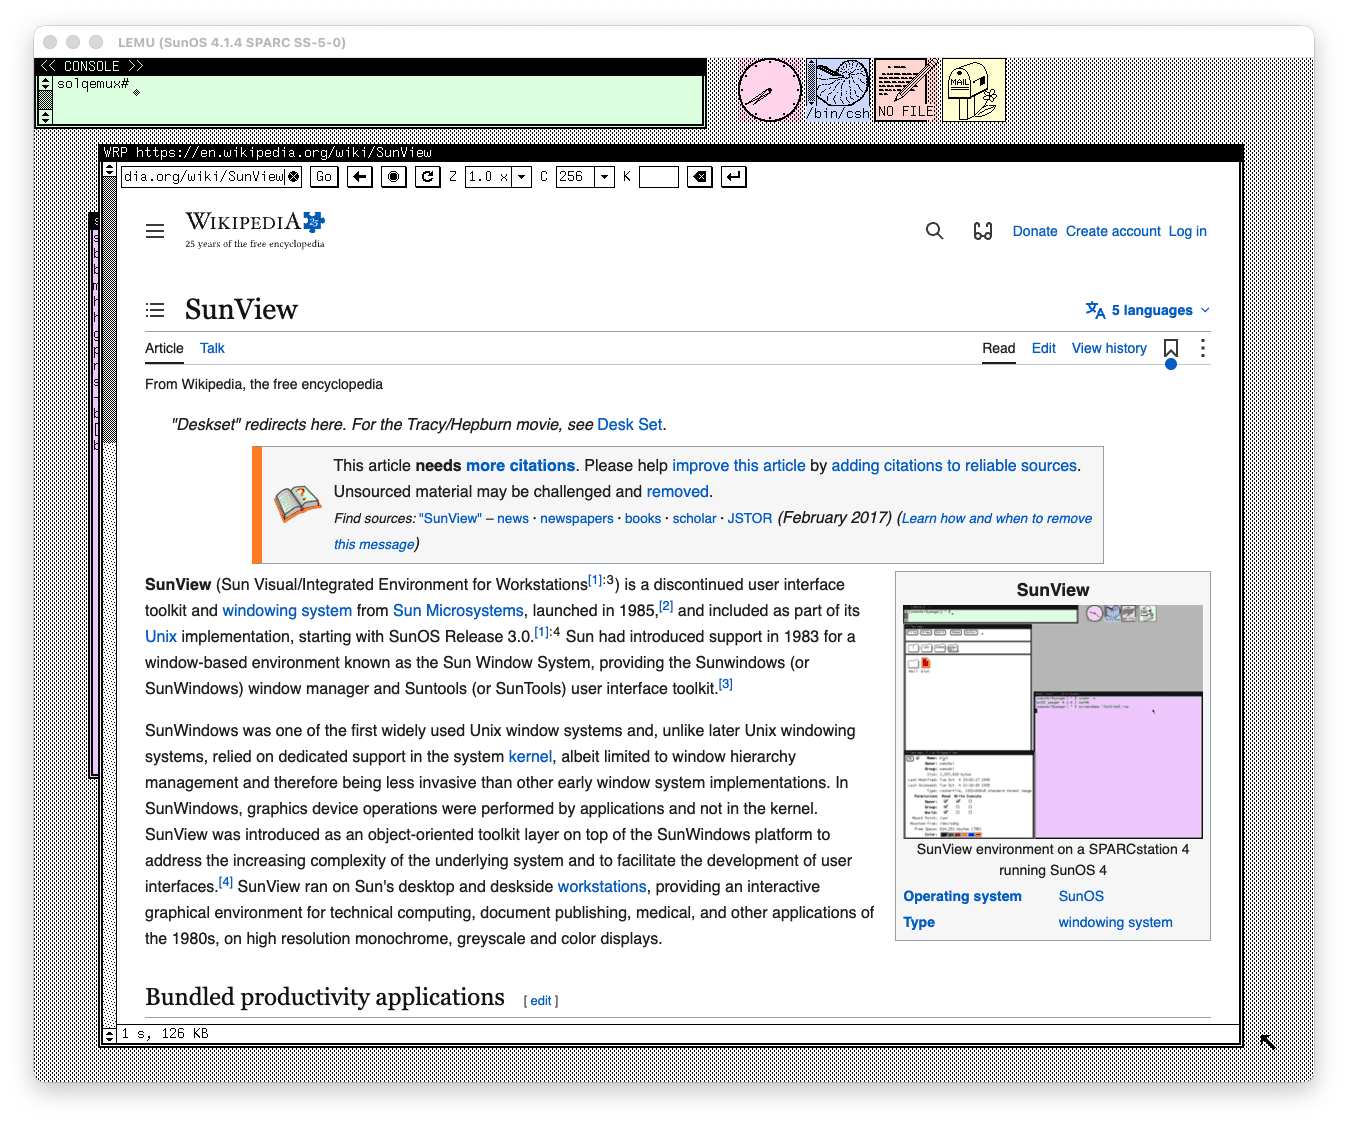 LEMU (SunOS 4.1.4 SPARC SS-5-0)
<< CONSOLE >>
solqemux#
/bin/csh
NO FILE
MAIL
WRP https://en.wikipedia.org/wiki/SunView
dia.org/wiki/SunView Go Z 1.0 x C 256 K
WIKIPEDIA 25
25 years of the free encyclopedia
Donate Create account Log in
SunView
5 languages
Article Talk Read Edit View history
From Wikipedia, the free encyclopedia
"Deskset" redirects here. For the Tracy/Hepburn movie, see Desk Set.
This article needs more citations. Please help improve this article by adding citations to reliable sources.
Unsourced material may be challenged and removed.
Find sources: "SunView" – news · newspapers · books · scholar · JSTOR (February 2017) (Learn how and when to remove
this message)
SunView (Sun Visual/Integrated Environment for Workstations[1]:3) is a discontinued user interface
toolkit and windowing system from Sun Microsystems, launched in 1985,[2] and included as part of its
Unix implementation, starting with SunOS Release 3.0.[1]:4 Sun had introduced support in 1983 for a
window-based environment known as the Sun Window System, providing the Sunwindows (or
SunWindows) window manager and Suntools (or SunTools) user interface toolkit.[3]
SunWindows was one of the first widely used Unix window systems and, unlike later Unix windowing
systems, relied on dedicated support in the system kernel, albeit limited to window hierarchy
management and therefore being less invasive than other early window system implementations. In
SunWindows, graphics device operations were performed by applications and not in the kernel.
SunView was introduced as an object-oriented toolkit layer on top of the SunWindows platform to
address the increasing complexity of the underlying system and to facilitate the development of user
interfaces.[4] SunView ran on Sun's desktop and deskside workstations, providing an interactive
graphical environment for technical computing, document publishing, medical, and other applications of
the 1980s, on high resolution monochrome, greyscale and color displays.
SunView
SunView environment on a SPARCstation 4
running SunOS 4
Operating system SunOS
Type windowing system
Bundled productivity applications [ edit ]
1 s, 126 KB